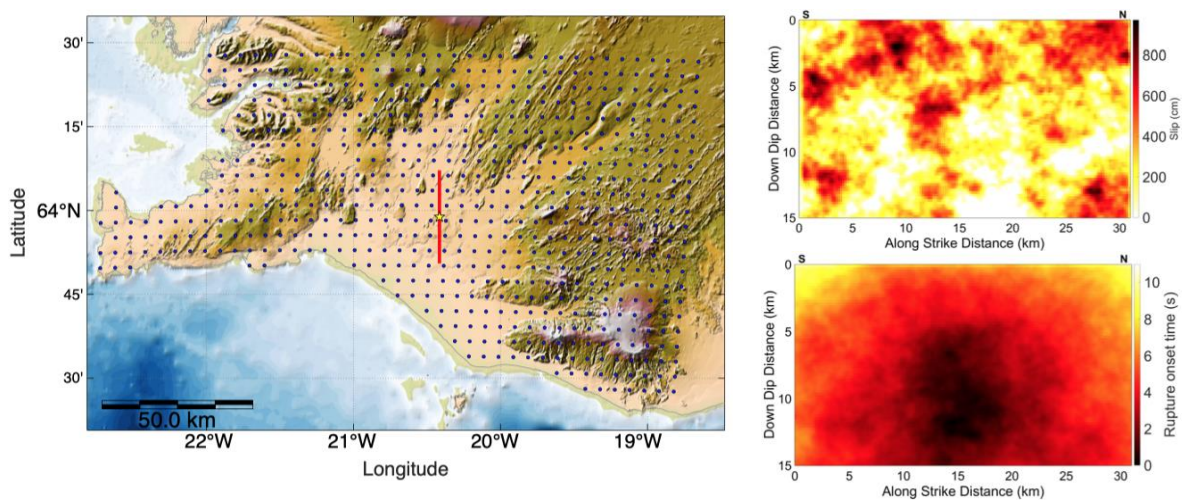 30'
15'
64°N
45'
30'
Latitude
50.0 km
22°W 21°W 20°W 19°W
Longitude
S N
0
5
10
15
Down Dip Distance (km)
0 5 10 15 20 25 30
Along Strike Distance (km)
800
600
400
200
0
Slip (cm)
S N
0
5
10
15
Down Dip Distance (km)
0 5 10 15 20 25 30
Along Strike Distance (km)
10
8
6
4
2
0
Rupture onset time (s)